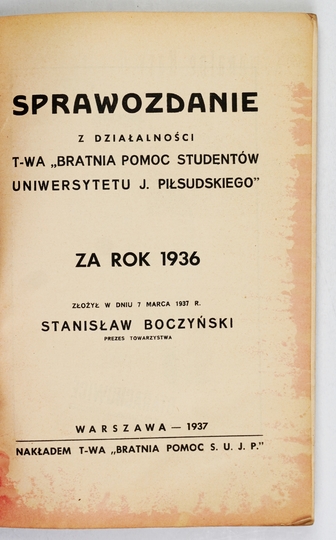 SPRAWOZDANIE
Z DZIAŁALNOŚCI
T-WA „BRATNIA POMOC STUDENTÓW
UNIWERSYTETU J. PIŁSUDSKIEGO"
ZA ROK 1936
ZŁOŻYŁ W DNIU 7 MARCA 1937 R.
STANISŁAW BOCZYŃSKI
PREZES TOWARZYSTWA
WARSZAWA — 1937
NAKŁADEM T-WA „BRATNIA POMOC S. U. J. P."